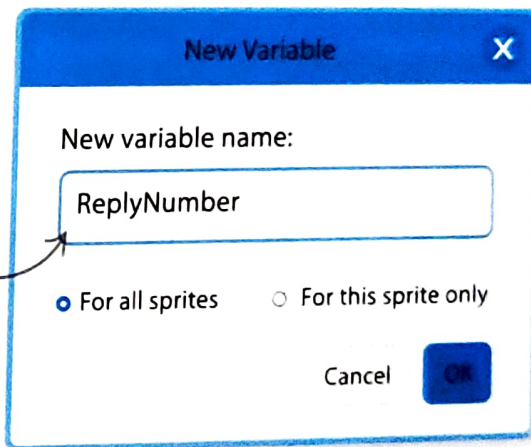 New Variable X
New variable name:
ReplyNumber
For all sprites For this sprite only
Cancel OK